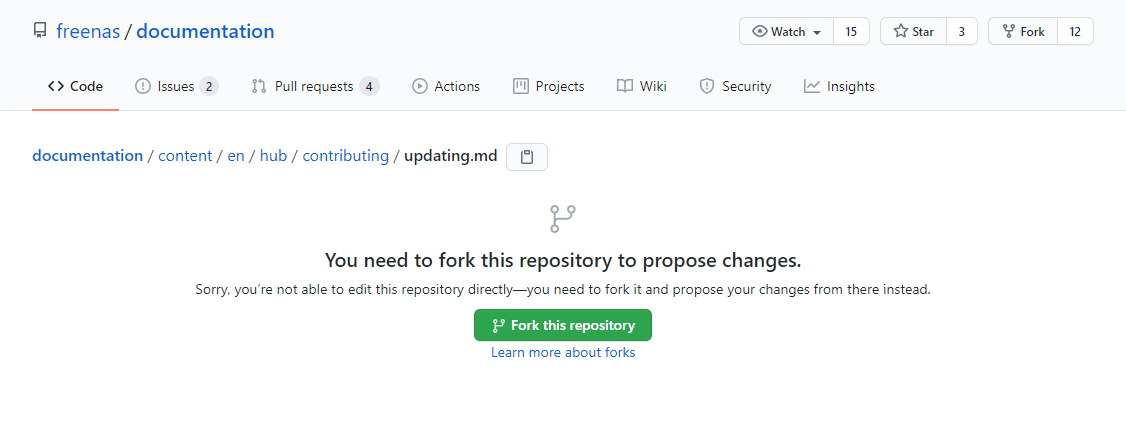 freenas / documentation
Watch 15 Star 3 Fork 12
Code Issues 2 Pull requests 4 Actions Projects Wiki Security Insights
documentation / content / en / hub / contributing / updating.md
You need to fork this repository to propose changes.
Sorry, you’re not able to edit this repository directly—you need to fork it and propose your changes from there instead.
Fork this repository
Learn more about forks